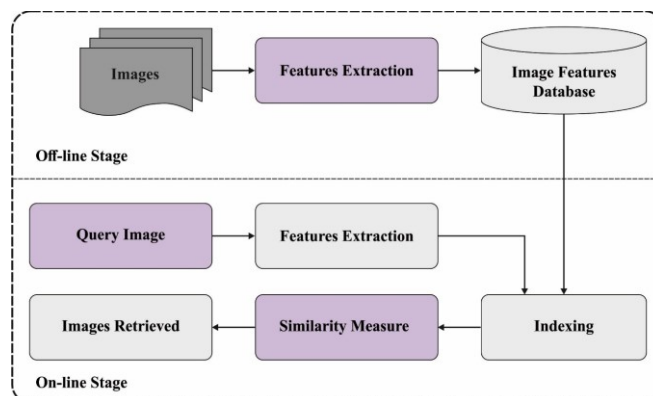 Images
Features Extraction
Image Features
Database
Off-line Stage
Query Image
Features Extraction
Images Retrieved
Similarity Measure
Indexing
On-line Stage